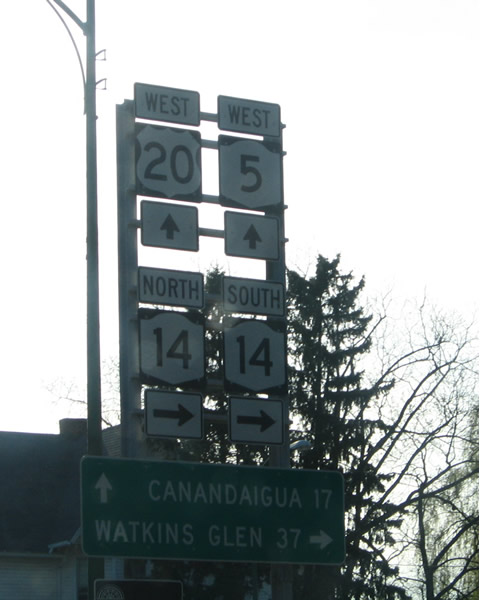 WEST WEST
20 5
NORTH SOUTH
14 14
CANANDAIGUA 17
WATKINS GLEN 37